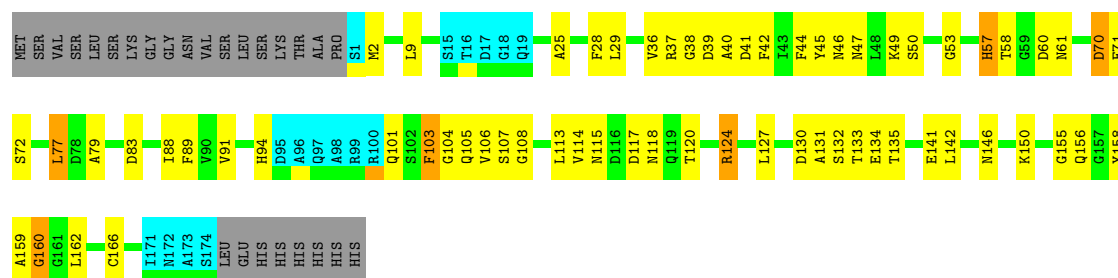 MET SER VAL SER LEU SER LYS GLY GLY ASN VAL SER LEU SER LYS THR ALA PRO S1 M2 L9 S15 T16 D17 G18 Q19 A25 F28 L29 V36 R37 G38 D39 A40 D41 F42 I43 F44 Y45 N46 N47 L48 K49 S50 G53 H57 T58 G59 D60 N61 D70 E71
S72 L77 D78 A79 D83 I88 F89 V90 V91 H94 D95 A96 Q97 A98 R99 R100 Q101 S102 F103 G104 Q105 V106 S107 G108 L113 V114 N115 D116 D117 N118 Q119 T120 R124 L127 D130 A131 S132 T133 E134 T135 E141 L142 N146 K150 G155 Q156 G157
A159 G160 G161 L162 C166 I171 N172 A173 S174 LEU GLU HIS HIS HIS HIS HIS HIS